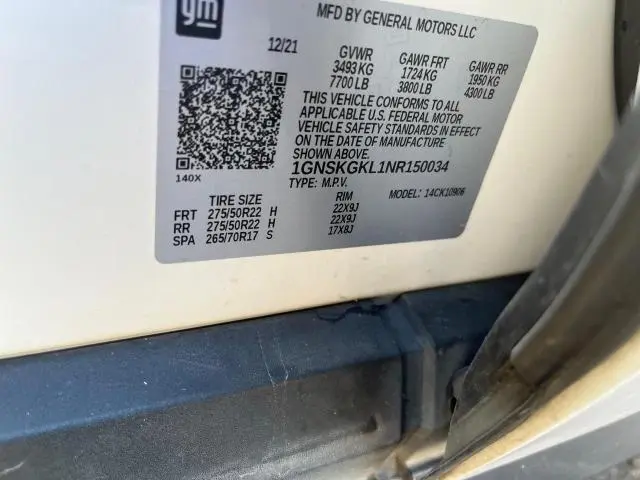 gm
MFD BY GENERAL MOTORS LLC
12/21
GVWR GAWR FRT GAWR RR
3493 KG 1724 KG 1950 KG
7700 LB 3800 LB 4300 LB
THIS VEHICLE CONFORMS TO ALL
APPLICABLE U.S. FEDERAL MOTOR
VEHICLE SAFETY STANDARDS IN EFFECT
ON THE DATE OF MANUFACTURE
SHOWN ABOVE.
1GNSKGKL1NR150034
140X
TYPE: M.P.V. MODEL: 14CK10906
TIRE SIZE RIM
FRT 275/50R22 H 22X9J
RR 275/50R22 H 22X9J
SPA 265/70R17 S 17X8J